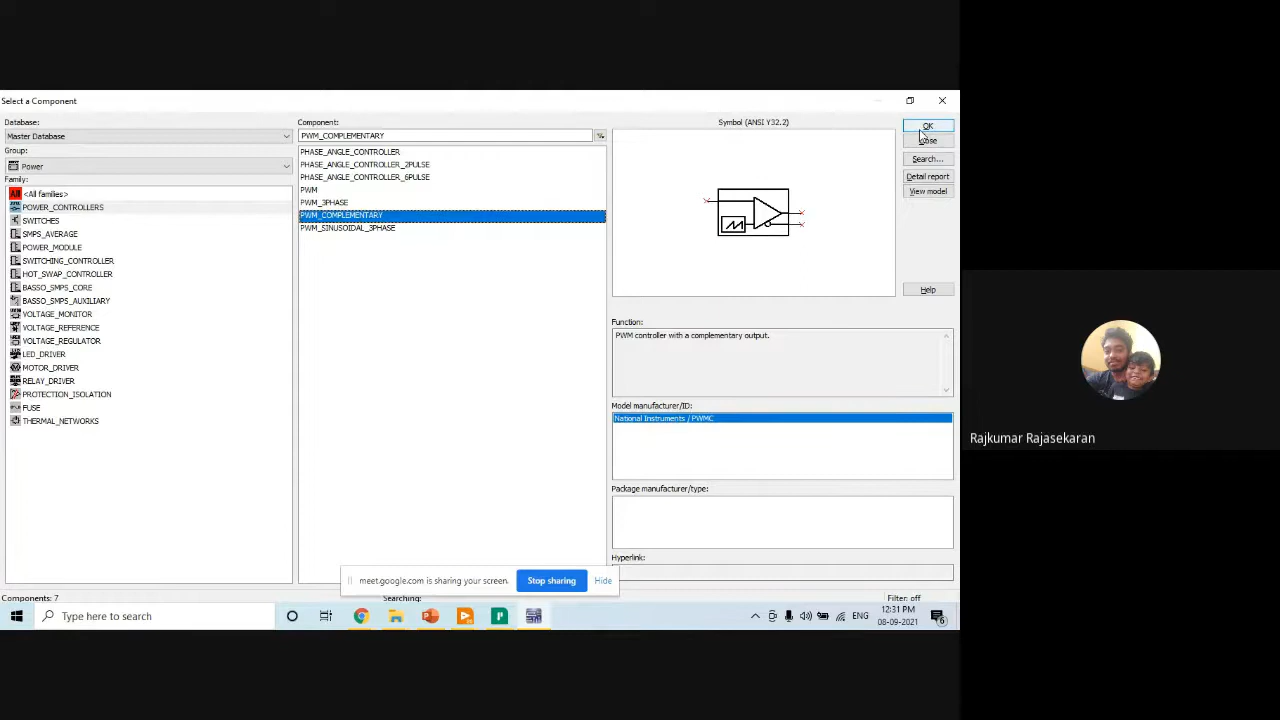 Select a Component
Database:
Master Database
Group:
Power
Family:
All <All families>
POWER_CONTROLLERS
SWITCHES
SMPS_AVERAGE
POWER_MODULE
SWITCHING_CONTROLLER
HOT_SWAP_CONTROLLER
BASSO_SMPS_CORE
BASSO_SMPS_AUXILIARY
VOLTAGE_MONITOR
VOLTAGE_REFERENCE
VOLTAGE_REGULATOR
LED_DRIVER
MOTOR_DRIVER
RELAY_DRIVER
PROTECTION_ISOLATION
FUSE
THERMAL_NETWORKS
Components: 7
Component:
PWM_COMPLEMENTARY
PHASE_ANGLE_CONTROLLER
PHASE_ANGLE_CONTROLLER_2PULSE
PHASE_ANGLE_CONTROLLER_6PULSE
PWM
PWM_3PHASE
PWM_COMPLEMENTARY
PWM_SINUSOIDAL_3PHASE
Searching:
Symbol (ANSI Y32.2)
Function:
PWM controller with a complementary output.
Model manufacturer/ID:
National Instruments / PWMC
Package manufacturer/type:
Hyperlink:
Filter: off
OK
Close
Search...
Detail report
View model
Help
meet.google.com is sharing your screen.
Stop sharing
Hide
Type here to search
ENG
12:31 PM
08-09-2021
6
Rajkumar Rajasekaran